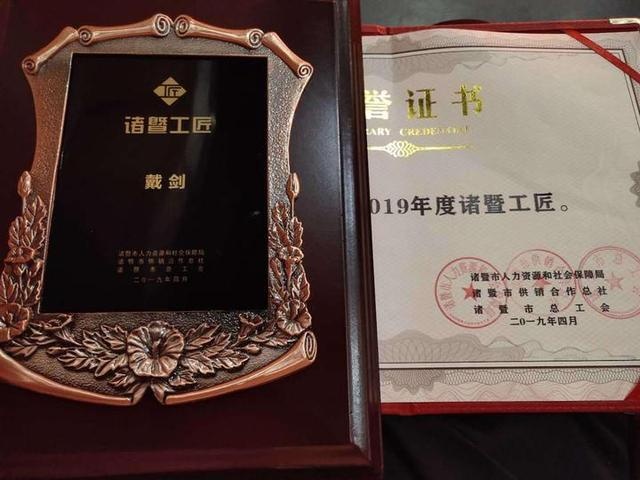 匠
诸暨工匠
戴剑
诸暨市人力资源和社会保障局
诸暨市供销合作总社
诸暨市总工会
二〇一九年四月
誉证书
RARY CREDENTIAL
2019年度诸暨工匠。
诸暨市人力资源和社会保障局
诸暨市供销合作总社
诸暨市总工会
二〇一九年四月